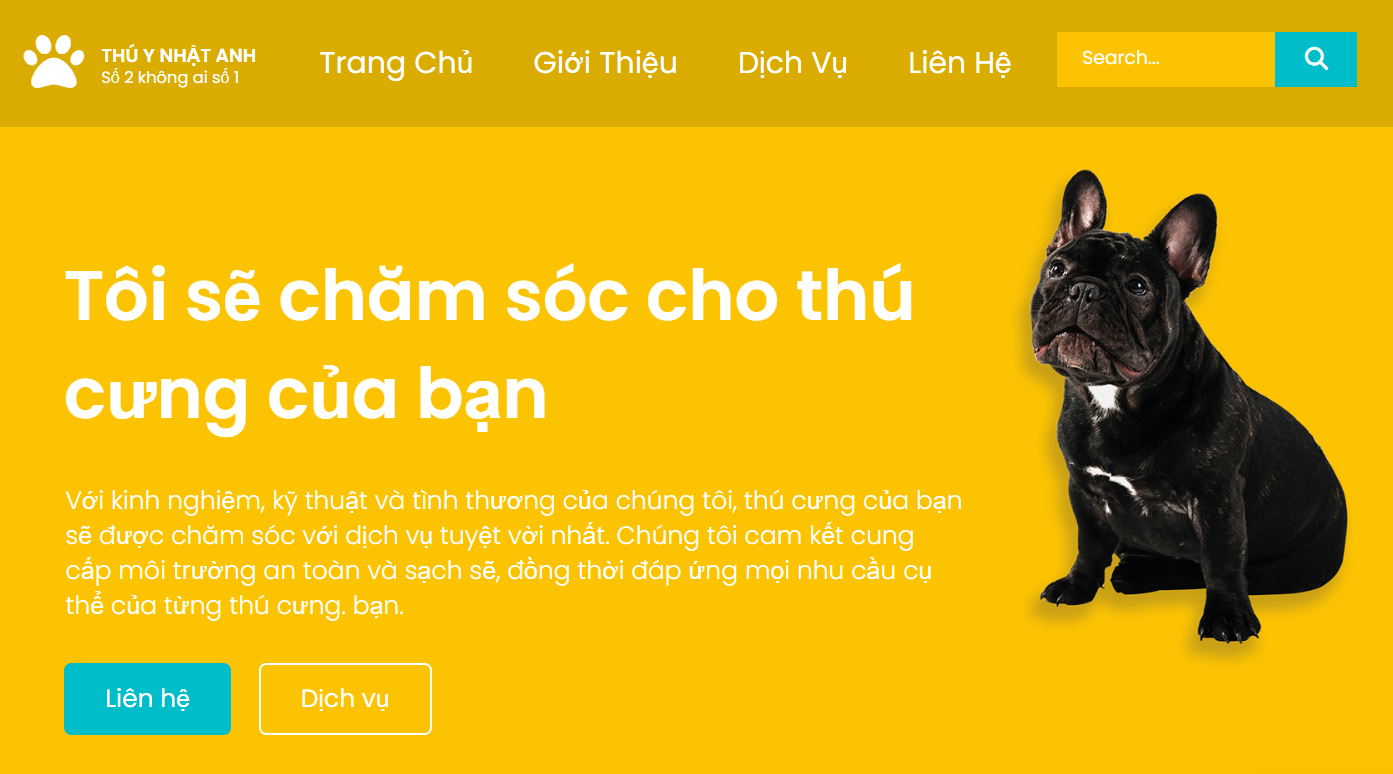 THÚ Y NHẬT ANH
Số 2 không ai số 1
Trang Chủ
Giới Thiệu
Dịch Vụ
Liên Hệ
Search...
Tôi sẽ chăm sóc cho thú
cưng của bạn
Với kinh nghiệm, kỹ thuật và tình thương của chúng tôi, thú cưng của bạn
sẽ được chăm sóc với dịch vụ tuyệt vời nhất. Chúng tôi cam kết cung
cấp môi trường an toàn và sạch sẽ, đồng thời đáp ứng mọi nhu cầu cụ
thể của từng thú cưng. bạn.
Liên hệ
Dịch vụ